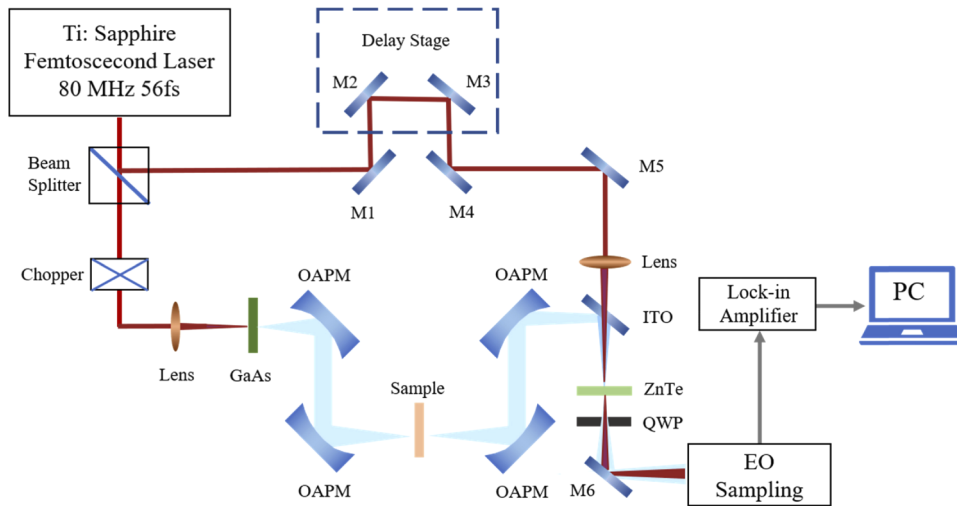 Ti: Sapphire
Femtoscecond Laser
80 MHz 56fs
Delay Stage
M2
M3
Beam
Splitter
M1
M4
M5
Chopper
OAPM
OAPM
Lens
Lock-in
Amplifier
PC
ITO
Lens
GaAs
Sample
ZnTe
QWP
OAPM
OAPM
M6
EO
Sampling